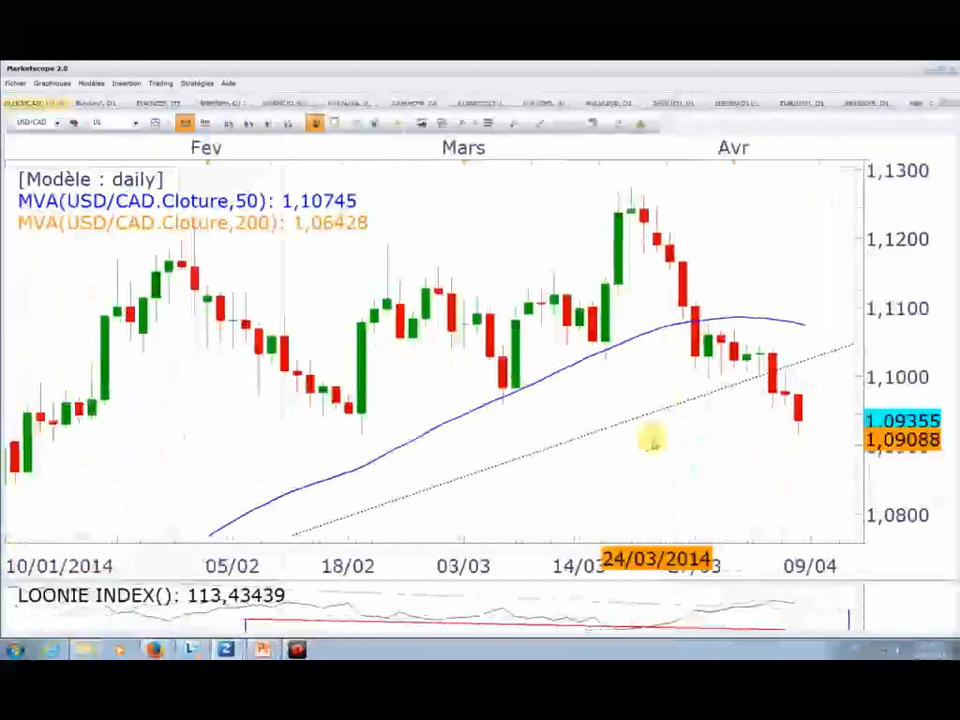 Marketscope 2.0
Fichier Graphiques Modèles Insertion Trading Stratégies Aide
USD/CAD D1
Fev Mars Avr
[Modèle : daily]
MVA(USD/CAD.Cloture,50): 1,10745
MVA(USD/CAD.Cloture,200): 1,06428
1,1300
1,1200
1,1100
1,1000
1,09355
1,09088
1,0800
10/01/2014 05/02 18/02 03/03 14/03 24/03/2014 09/04
LOONIE INDEX(): 113,43439